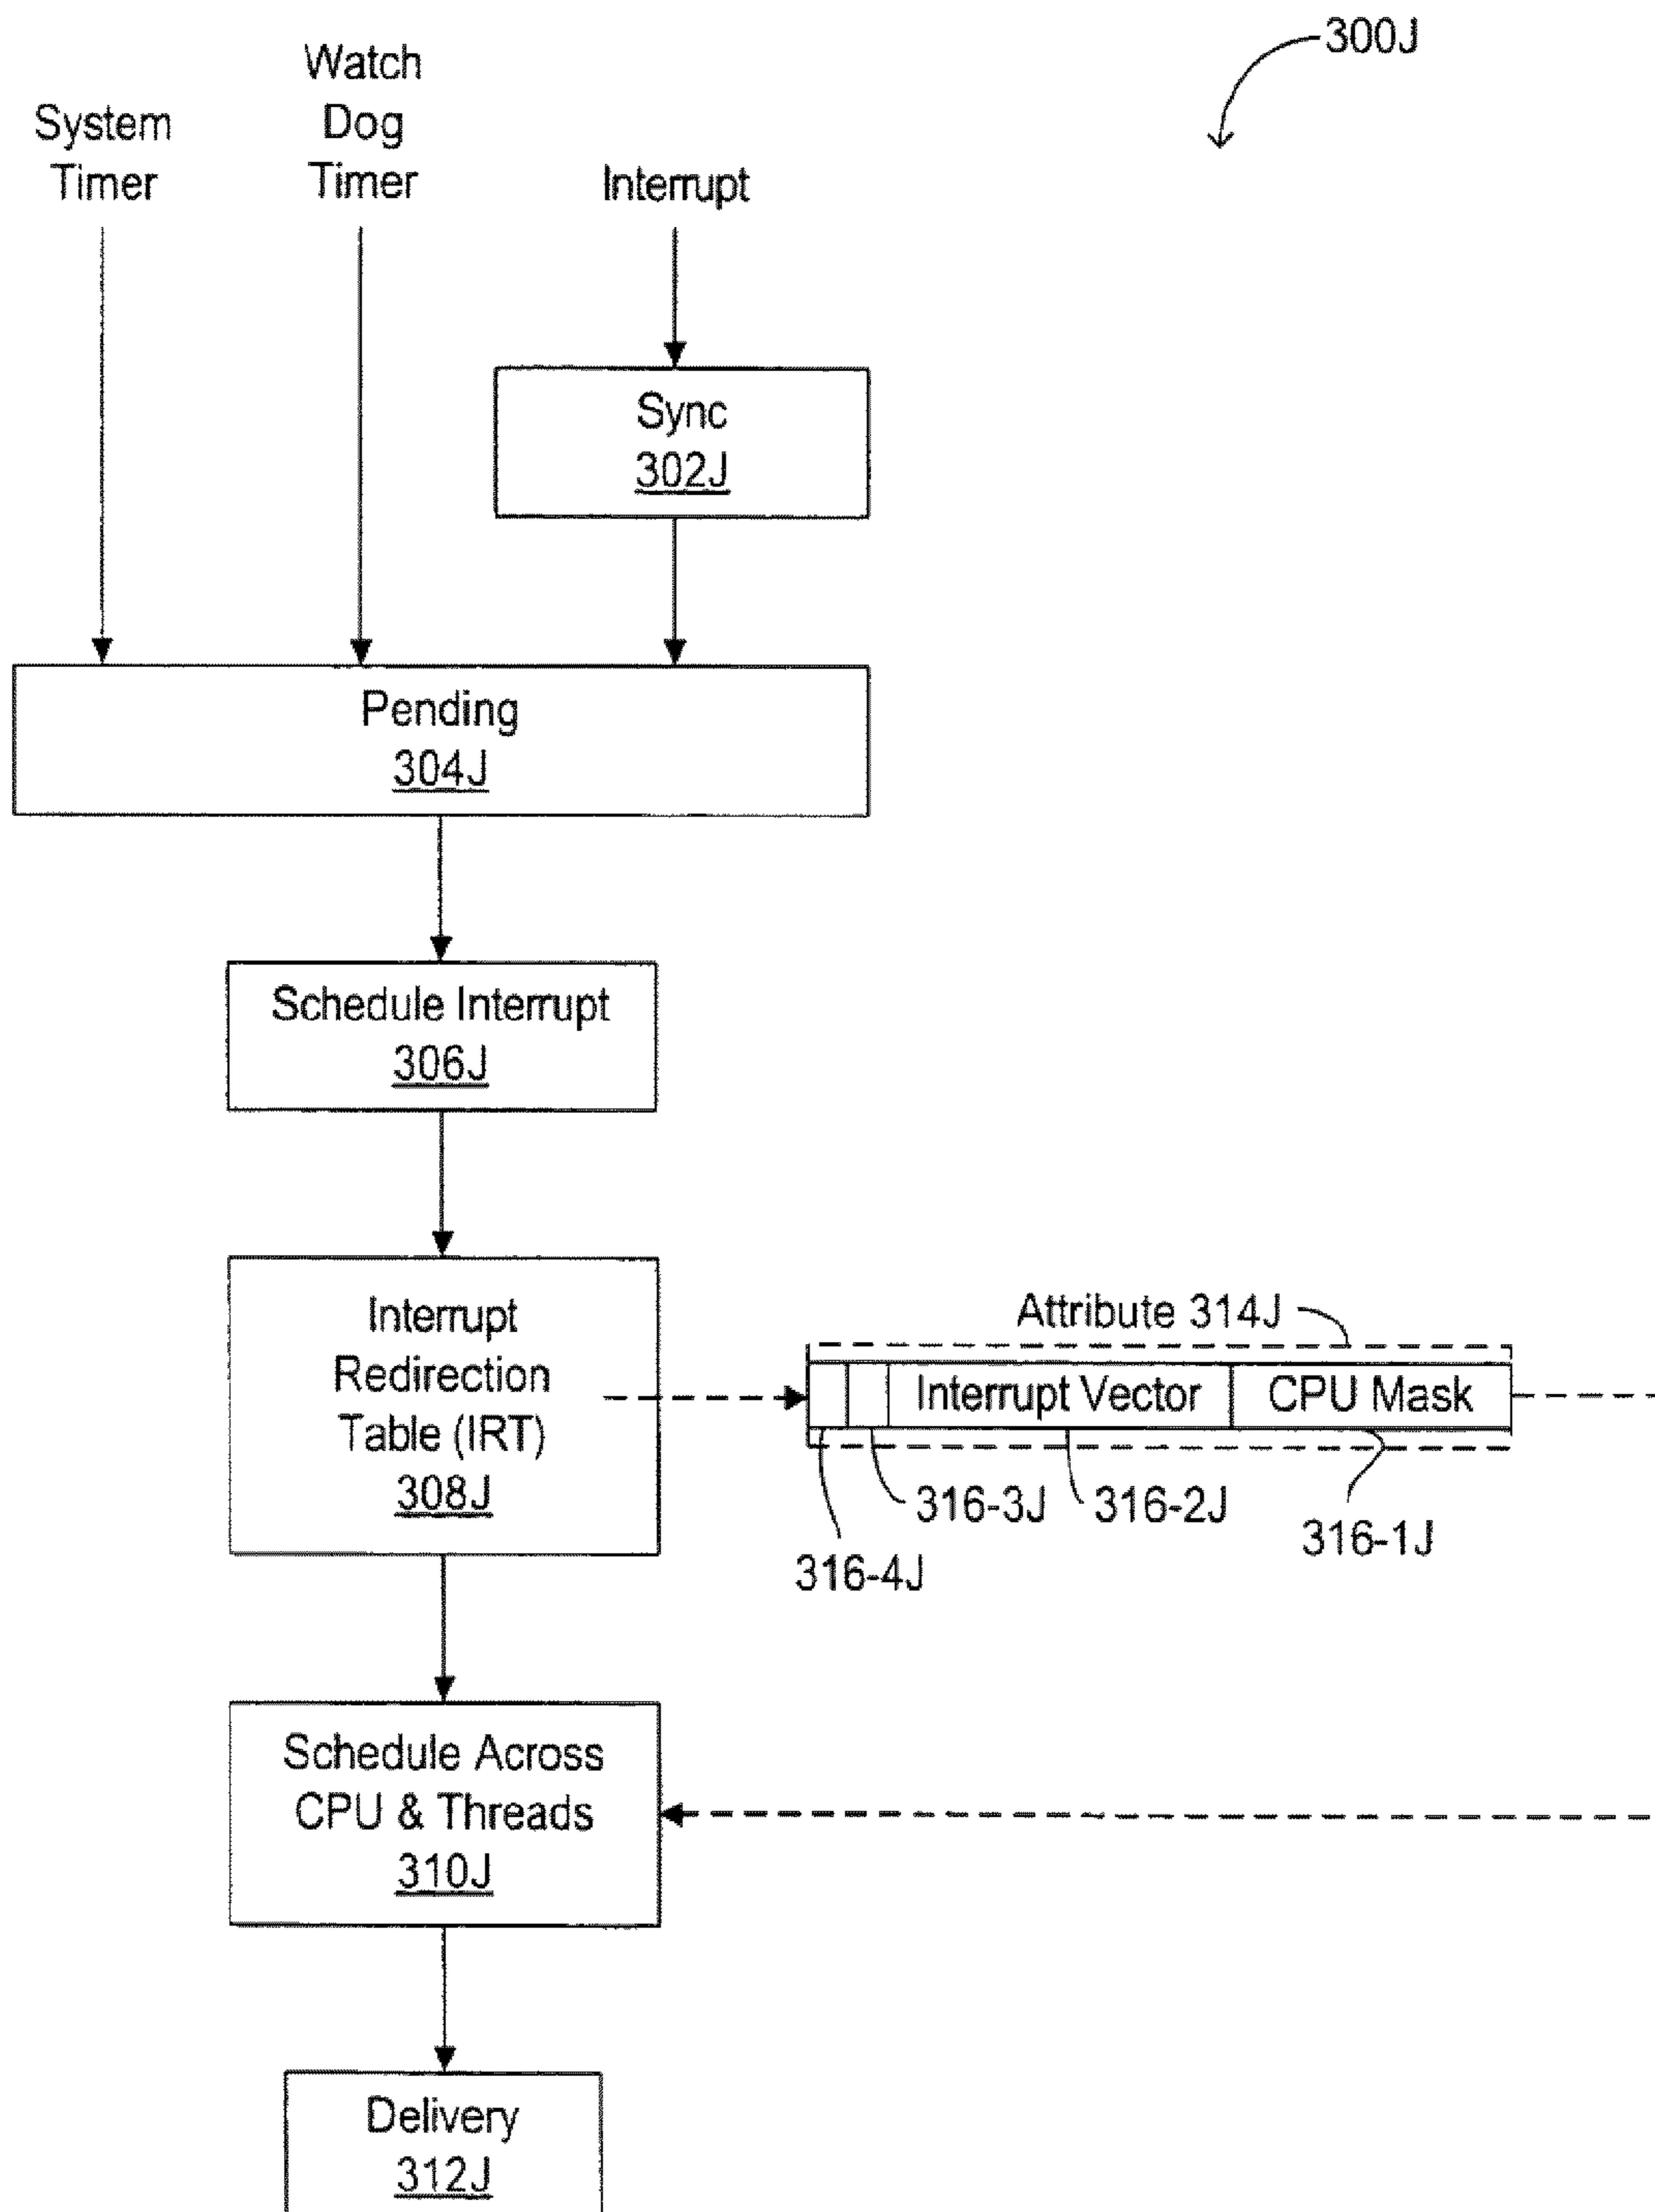 300J
System
Timer
Watch
Dog
Timer
Interrupt
Sync
302J
Pending
304J
Schedule Interrupt
306J
Interrupt
Redirection
Table (IRT)
308J
Attribute 314J
Interrupt Vector
CPU Mask
316-4J
316-3J
316-2J
316-1J
Schedule Across
CPU & Threads
310J
Delivery
312J